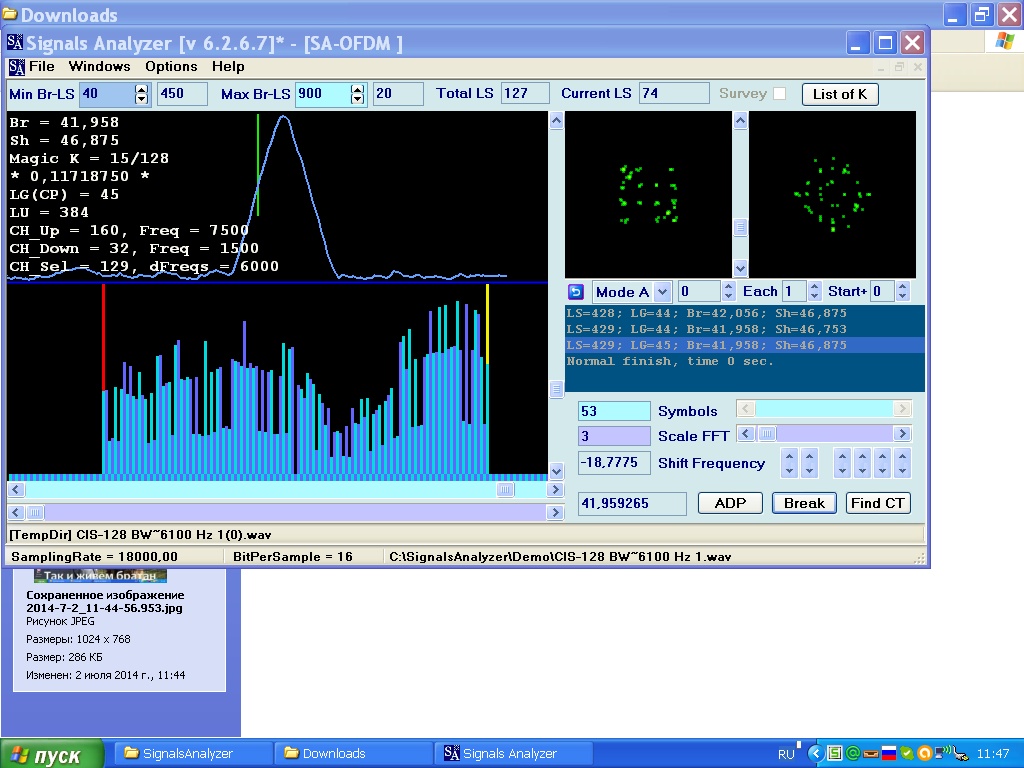 Downloads
Signals Analyzer [v 6.2.6.7]* - [SA-OFDM ]
File Windows Options Help
Min Br-LS 40 450 Max Br-LS 900 20 Total LS 127 Current LS 74 Survey List of K
Br = 41,958
Sh = 46,875
Magic K = 15/128
* 0,11718750 *
LG(CP) = 45
LU = 384
CH_Up = 160, Freq = 7500
CH_Down = 32, Freq = 1500
CH_Sel = 129, dFreqs = 6000
Mode A 0 Each 1 Start+ 0
LS=428; LG=44; Br=42,056; Sh=46,875
LS=429; LG=44; Br=41,958; Sh=46,753
LS=429; LG=45; Br=41,958; Sh=46,875
Normal finish, time 0 sec.
53 Symbols
3 Scale FFT
-18,7775 Shift Frequency
41,959265 ADP Break Find CT
[TempDir] CIS-128 BW~6100 Hz 1(0).wav
SamplingRate = 18000,00 BitPerSample = 16 C:\SignalsAnalyzer\Demo\CIS-128 BW~6100 Hz 1.wav
Так и живем братан
Сохраненное изображение
2014-7-2_11-44-56.953.jpg
Рисунок JPEG
Размеры: 1024 x 768
Размер: 286 КБ
Изменен: 2 июля 2014 г., 11:44
пуск SignalsAnalyzer Downloads Signals Analyzer RU 11:47